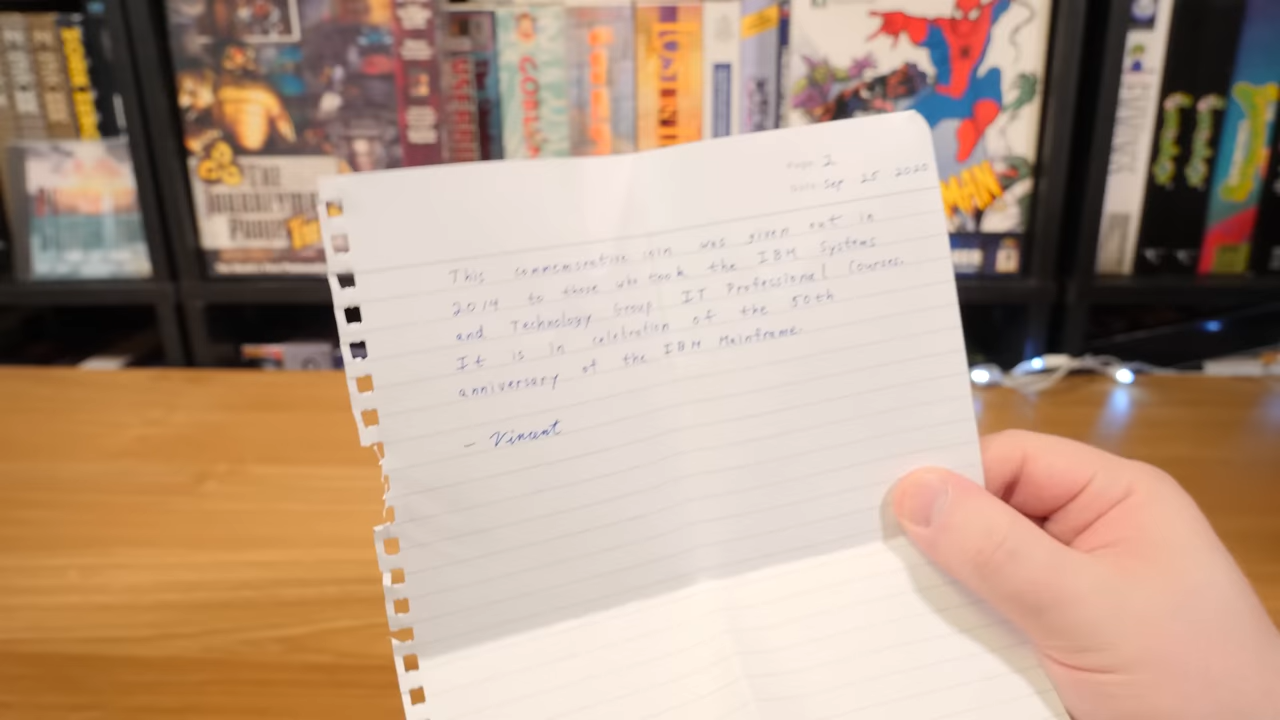 Page: 2
Date: Sep 25 2020
This commemorative coin was given out in
2014 to those who took the IBM Systems
and Technology Group IT Professional Courses.
It is in celebration of the 50th
anniversary of the IBM Mainframe.
- Vincent
THE
MAN